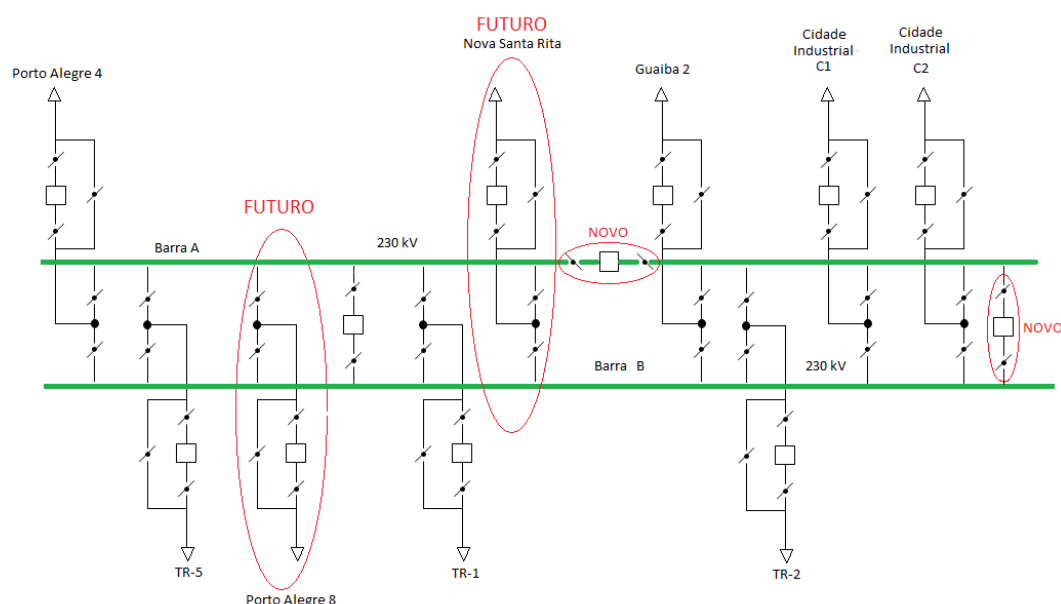 FUTURO
Nova Santa Rita
Cidade
Industrial
C1
Cidade
Industrial
C2
Porto Alegre 4
Guaiba 2
FUTURO
NOVO
Barra A
230 kV
NOVO
Barra B
230 kV
TR-5
TR-1
TR-2
Porto Alegre 8